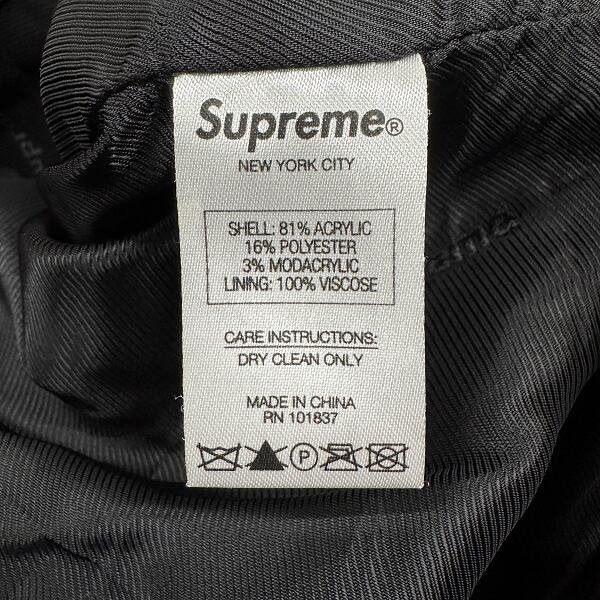 Supreme®
NEW YORK CITY
SHELL: 81% ACRYLIC
16% POLYESTER
3% MODACRYLIC
LINING: 100% VISCOSE
CARE INSTRUCTIONS:
DRY CLEAN ONLY
MADE IN CHINA
RN 101837
P